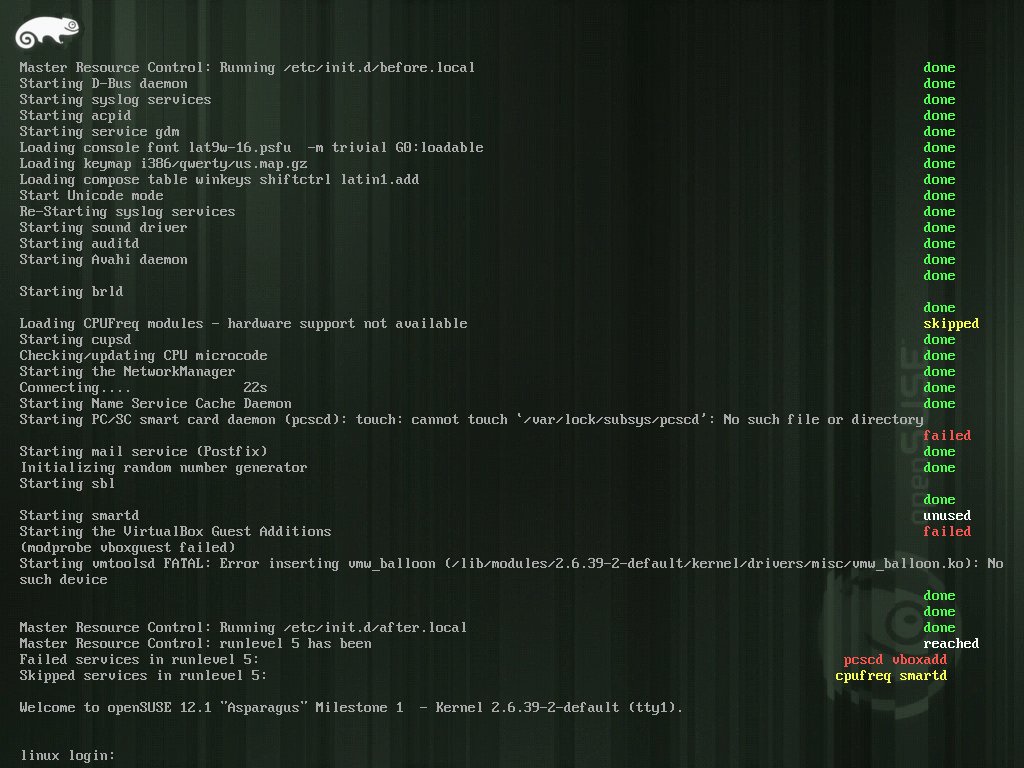 Master Resource Control: Running /etc/init.d/before.local done
Starting D-Bus daemon done
Starting syslog services done
Starting acpid done
Starting service gdm done
Loading console font lat9w-16.psfu  -m trivial G0:loadable done
Loading keymap i386/qwerty/us.map.gz done
Loading compose table winkeys shiftctrl latin1.add done
Start Unicode mode done
Re-Starting syslog services done
Starting sound driver done
Starting auditd done
Starting Avahi daemon done
done
Starting brld
done
Loading CPUFreq modules - hardware support not available skipped
Starting cupsd done
Checking/updating CPU microcode done
Starting the NetworkManager done
Connecting.... 22s done
Starting Name Service Cache Daemon done
Starting PC/SC smart card daemon (pcscd): touch: cannot touch `/var/lock/subsys/pcscd': No such file or directory
failed
Starting mail service (Postfix) done
Initializing random number generator done
Starting sbl
done
Starting smartd unused
Starting the VirtualBox Guest Additions failed
(modprobe vboxguest failed)
Starting vmtoolsd FATAL: Error inserting vmw_balloon (/lib/modules/2.6.39-2-default/kernel/drivers/misc/vmw_balloon.ko): No
such device
done
done
Master Resource Control: Running /etc/init.d/after.local done
Master Resource Control: runlevel 5 has been reached
Failed services in runlevel 5: pcscd vboxadd
Skipped services in runlevel 5: cpufreq smartd
Welcome to openSUSE 12.1 "Asparagus" Milestone 1  - Kernel 2.6.39-2-default (tty1).
linux login:
openSUSE